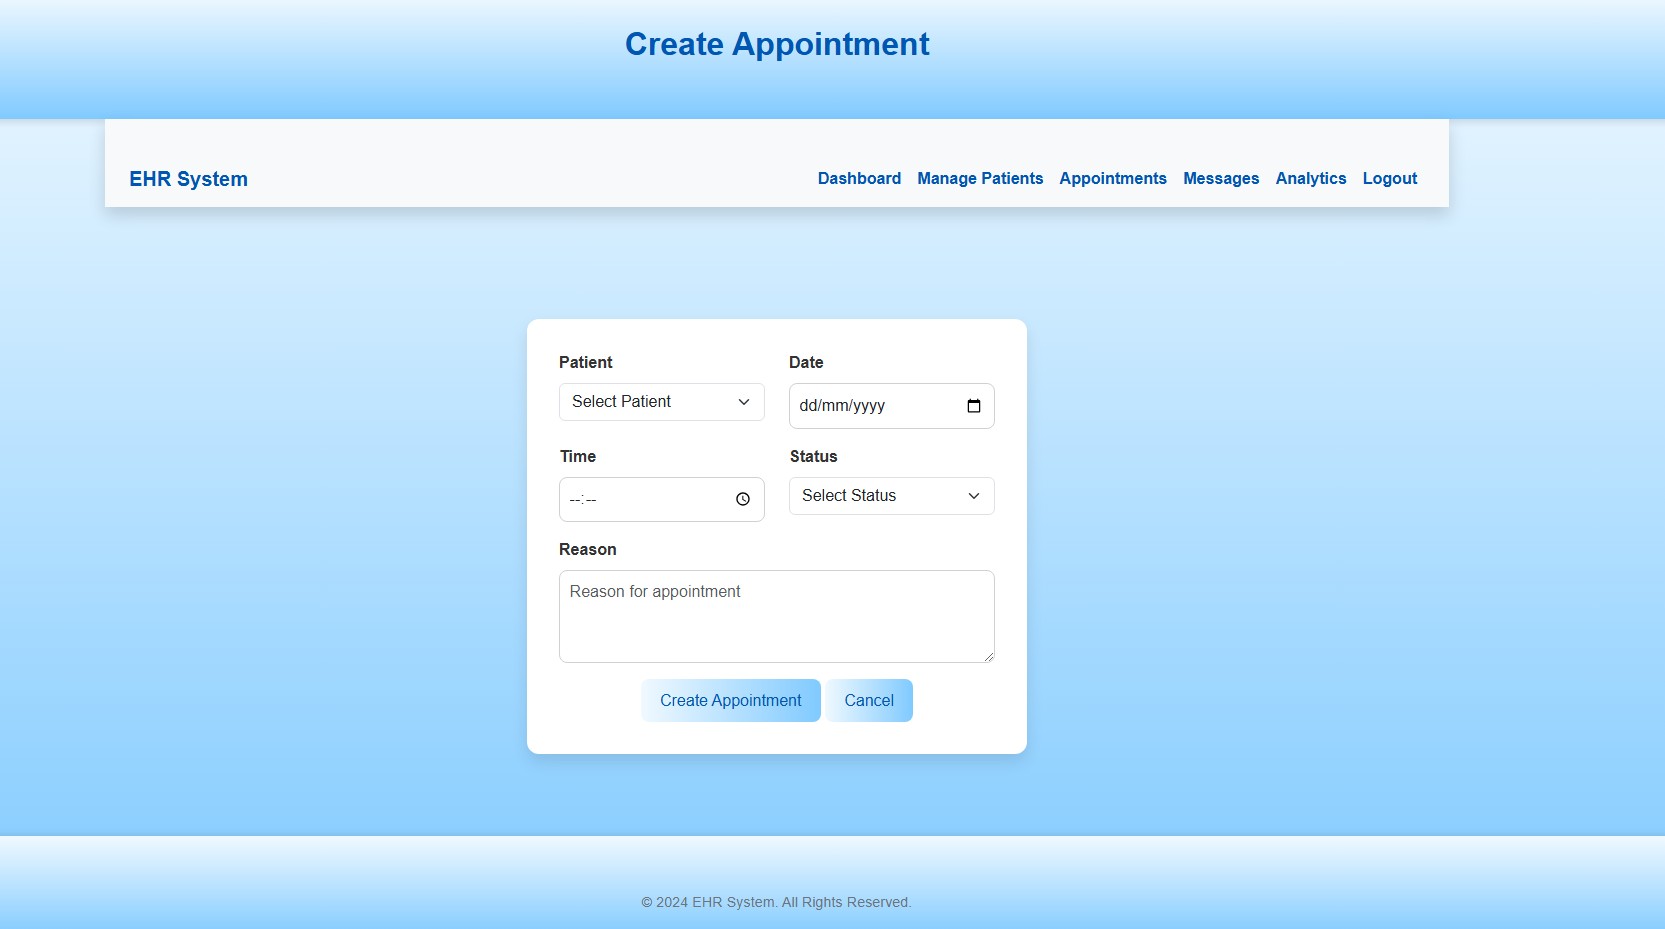 Create Appointment
EHR System
Dashboard Manage Patients Appointments Messages Analytics Logout
Patient Date
Select Patient dd/mm/yyyy
Time Status
--:-- Select Status
Reason
Reason for appointment
Create Appointment Cancel
© 2024 EHR System. All Rights Reserved.